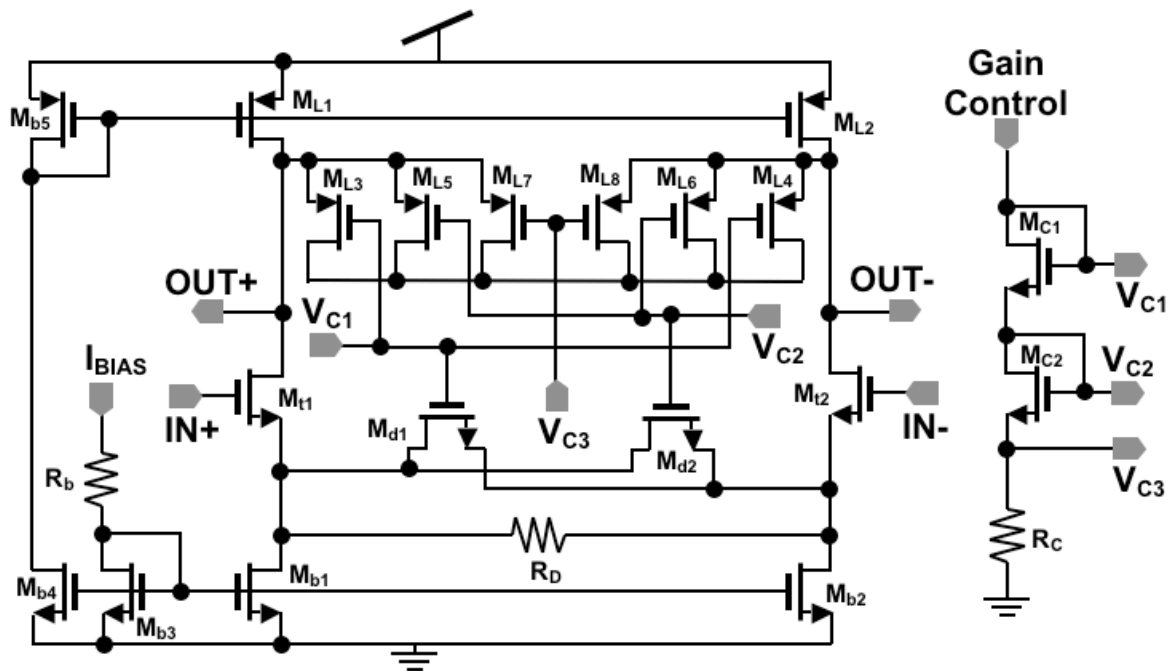 Gain
Control
M_b5
M_L1
M_L2
M_L3
M_L5
M_L7
M_L8
M_L6
M_L4
M_C1
V_C1
OUT+
OUT-
V_C1
V_C2
M_C2
V_C2
I_BIAS
M_t1
M_t2
IN+
IN-
M_d1
V_C3
M_d2
V_C3
R_b
R_D
R_C
M_b4
M_b3
M_b1
M_b2